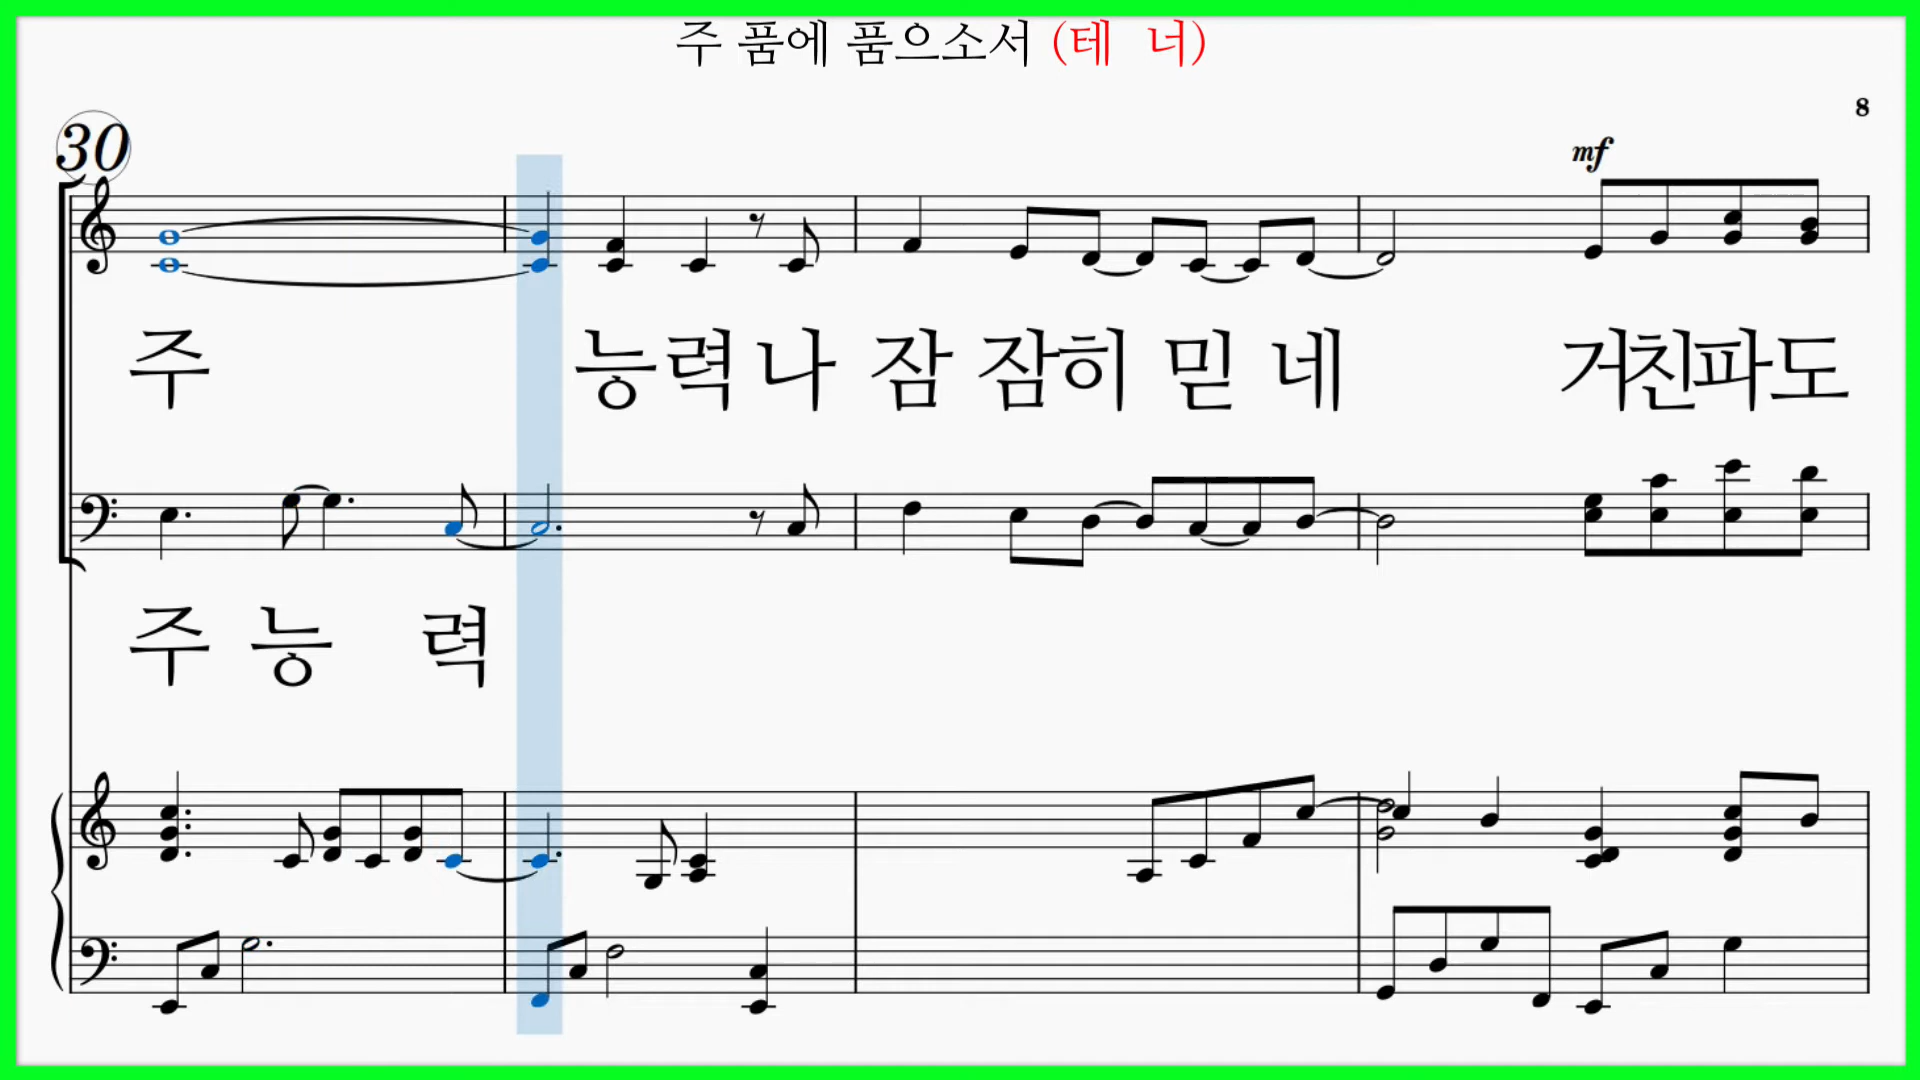 주 품에 품으소서 (테 너)
8
30
mf
주 능력나 잠 잠히 믿 네 거친파도
주 능 력